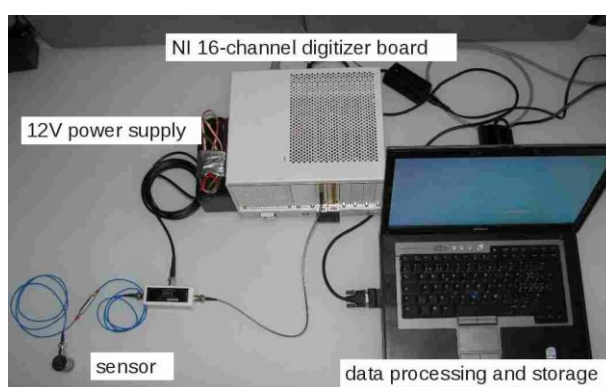 NI 16-channel digitizer board
12V power supply
sensor
data processing and storage